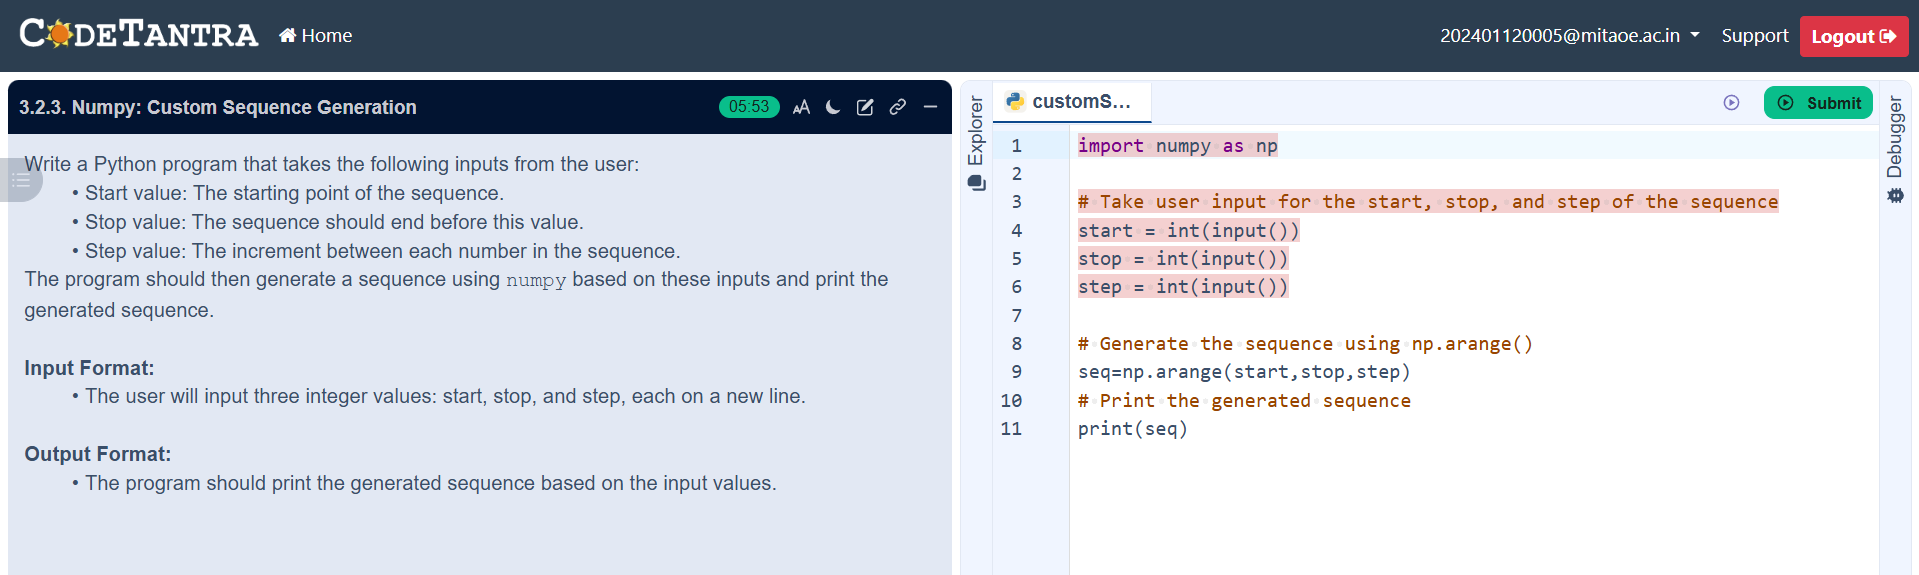 CODETANTRA
Home
202401120005@mitaoe.ac.in
Support
Logout
3.2.3. Numpy: Custom Sequence Generation
05:53
AA
Write a Python program that takes the following inputs from the user:
• Start value: The starting point of the sequence.
• Stop value: The sequence should end before this value.
• Step value: The increment between each number in the sequence.
The program should then generate a sequence using numpy based on these inputs and print the
generated sequence.
Input Format:
• The user will input three integer values: start, stop, and step, each on a new line.
Output Format:
• The program should print the generated sequence based on the input values.
Explorer
customS...
Submit
Debugger
1 import numpy as np
2
3 # Take user input for the start, stop, and step of the sequence
4 start = int(input())
5 stop = int(input())
6 step = int(input())
7
8 # Generate the sequence using np.arange()
9 seq=np.arange(start,stop,step)
10 # Print the generated sequence
11 print(seq)